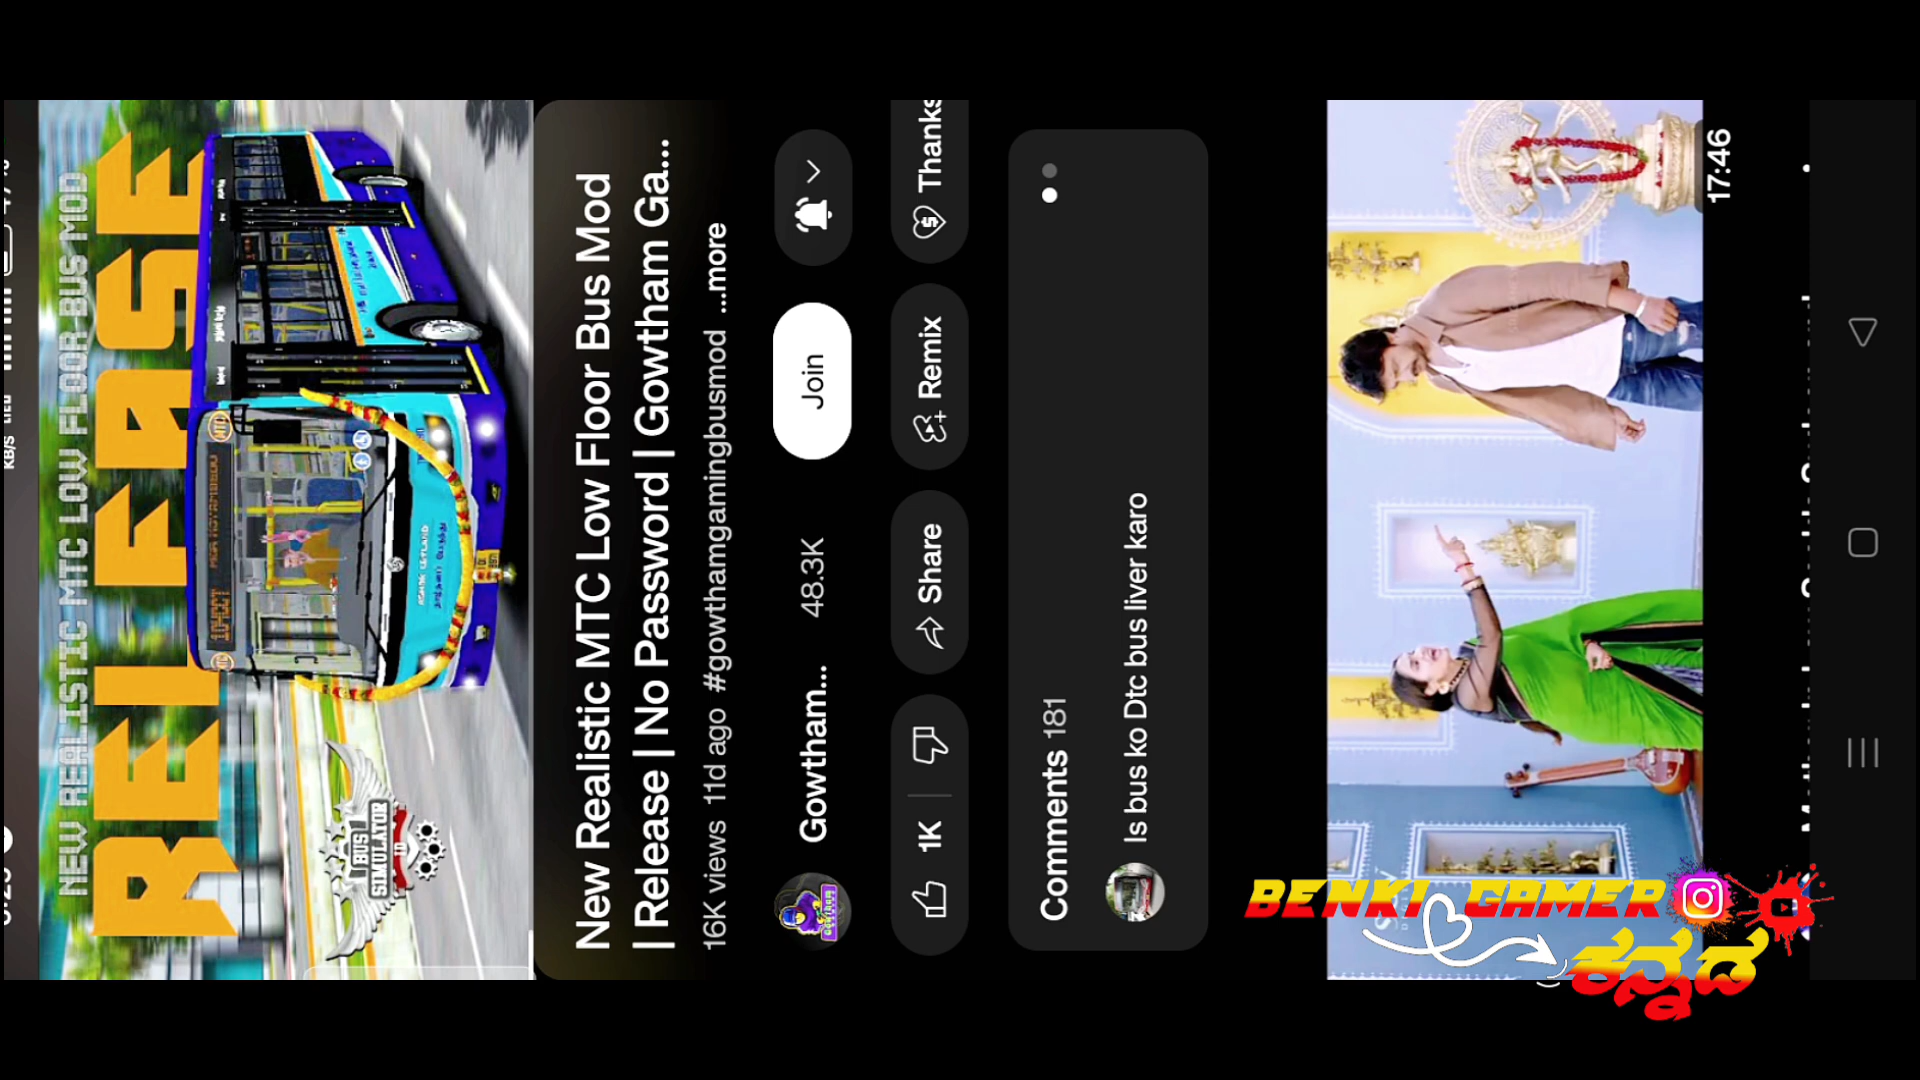 NEW REALISTIC MTC LOW FLOOR BUS MOD
RELEASE
BUS
SIMULATOR
ID
New Realistic MTC Low Floor Bus Mod
| Release | No Password | Gowtham Ga...
16K views 11d ago #gowthamgamingbusmod ...more
Gowtham... 48.3K Join
1K Share Remix Thanks
Comments 181
Is bus ko Dtc bus liver karo
17:46
BENKI GAMER
ಕನ್ನಡ